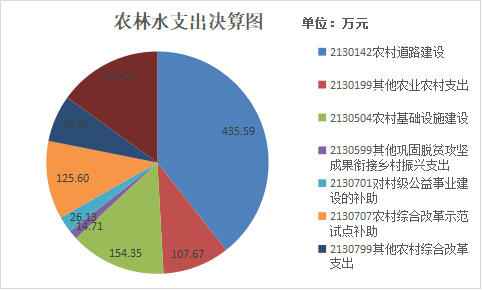 农林水支出决算图
单位：万元
435.59
107.67
154.35
14.71
26.13
125.60
75.27
2130142农村道路建设
2130199其他农业农村支出
2130504农村基础设施建设
2130599其他巩固脱贫攻坚
成果衔接乡村振兴支出
2130701对村级公益事业建
设的补助
2130707农村综合改革示范
试点补助
2130799其他农村综合改革
支出